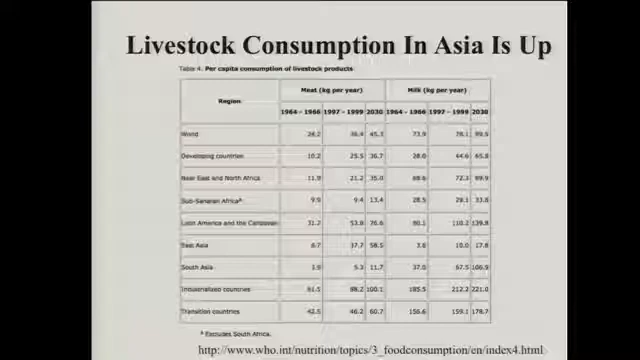 Livestock Consumption In Asia Is Up
Table 4. Per capita consumption of livestock products
Region Meat (kg per year) Milk (kg per year)
1964 - 1966 1997 - 1999 2030 1964 - 1966 1997 - 1999 2030
World 24.2 36.4 45.3 73.9 78.1 89.5
Developing countries 10.2 25.5 36.7 28.0 44.6 65.8
Near East and North Africa 11.9 21.2 35.0 68.6 72.3 89.9
Sub-Saharan Africaª 9.9 9.4 13.4 28.5 29.1 33.8
Latin America and the Caribbean 31.7 53.8 76.6 80.1 110.2 139.8
East Asia 8.7 37.7 58.5 3.6 10.0 17.8
South Asia 3.9 5.3 11.7 37.0 67.5 106.9
Industrialized countries 61.5 88.2 100.1 185.5 212.2 221.0
Transition countries 42.5 46.2 60.7 156.6 159.1 178.7
ª Excludes South Africa.
http://www.who.int/nutrition/topics/3_foodconsumption/en/index4.html